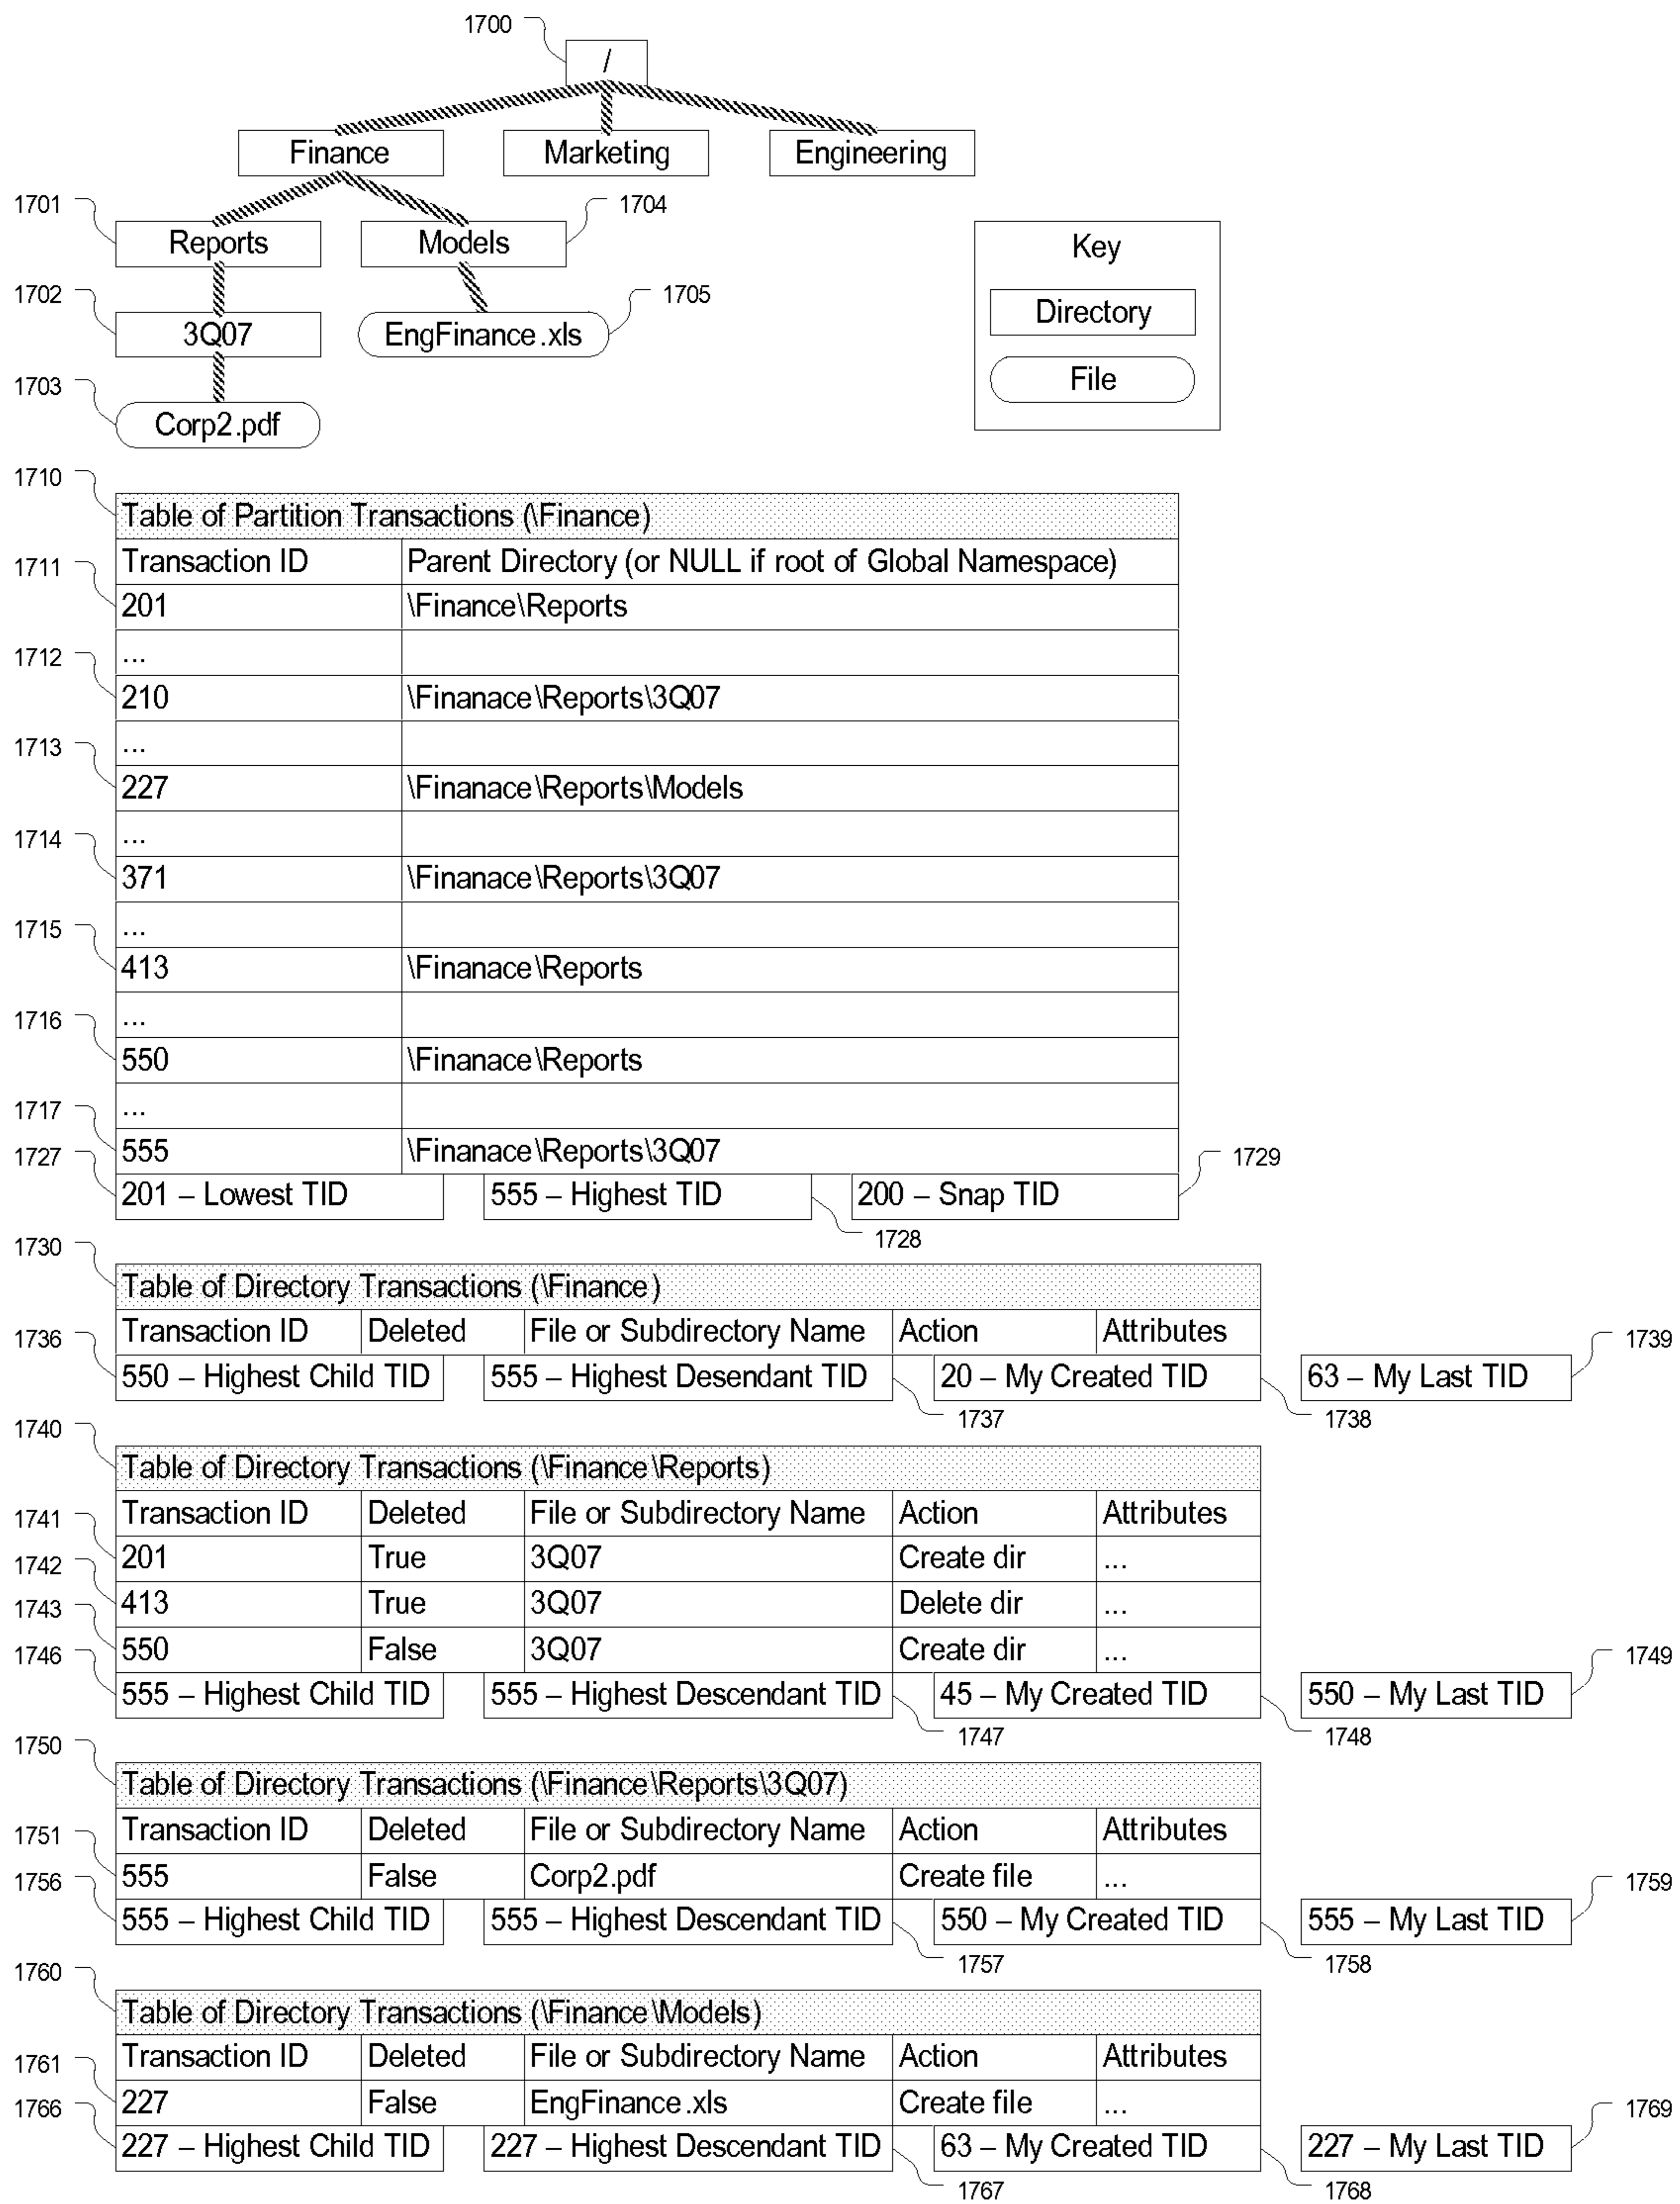 1700
/
Finance Marketing Engineering
1701 1704
Reports Models
Key
1702 1705
3Q07 EngFinance.xls
Directory
1703
File
Corp2.pdf
1710
Table of Partition Transactions (\Finance)
1711 Transaction ID Parent Directory (or NULL if root of Global Namespace)
201 \Finance\Reports
1712 ...
210 \Finanace\Reports\3Q07
1713 ...
227 \Finanace\Reports\Models
1714 ...
371 \Finanace\Reports\3Q07
1715 ...
413 \Finanace\Reports
1716 ...
550 \Finanace\Reports
1717 ...
555 \Finanace\Reports\3Q07
1727 1729
201 – Lowest TID 555 – Highest TID 200 – Snap TID
1728
1730
Table of Directory Transactions (\Finance)
Transaction ID Deleted File or Subdirectory Name Action Attributes
1736 1739
550 – Highest Child TID 555 – Highest Desendant TID 20 – My Created TID 63 – My Last TID
1737 1738
1740
Table of Directory Transactions (\Finance\Reports)
Transaction ID Deleted File or Subdirectory Name Action Attributes
1741
201 True 3Q07 Create dir ...
1742
413 True 3Q07 Delete dir ...
1743
550 False 3Q07 Create dir ...
1746 1749
555 – Highest Child TID 555 – Highest Descendant TID 45 – My Created TID 550 – My Last TID
1747 1748
1750
Table of Directory Transactions (\Finance\Reports\3Q07)
Transaction ID Deleted File or Subdirectory Name Action Attributes
1751
555 False Corp2.pdf Create file ...
1756 1759
555 – Highest Child TID 555 – Highest Descendant TID 550 – My Created TID 555 – My Last TID
1757 1758
1760
Table of Directory Transactions (\Finance\Models)
Transaction ID Deleted File or Subdirectory Name Action Attributes
1761
227 False EngFinance.xls Create file ...
1766 1769
227 – Highest Child TID 227 – Highest Descendant TID 63 – My Created TID 227 – My Last TID
1767 1768